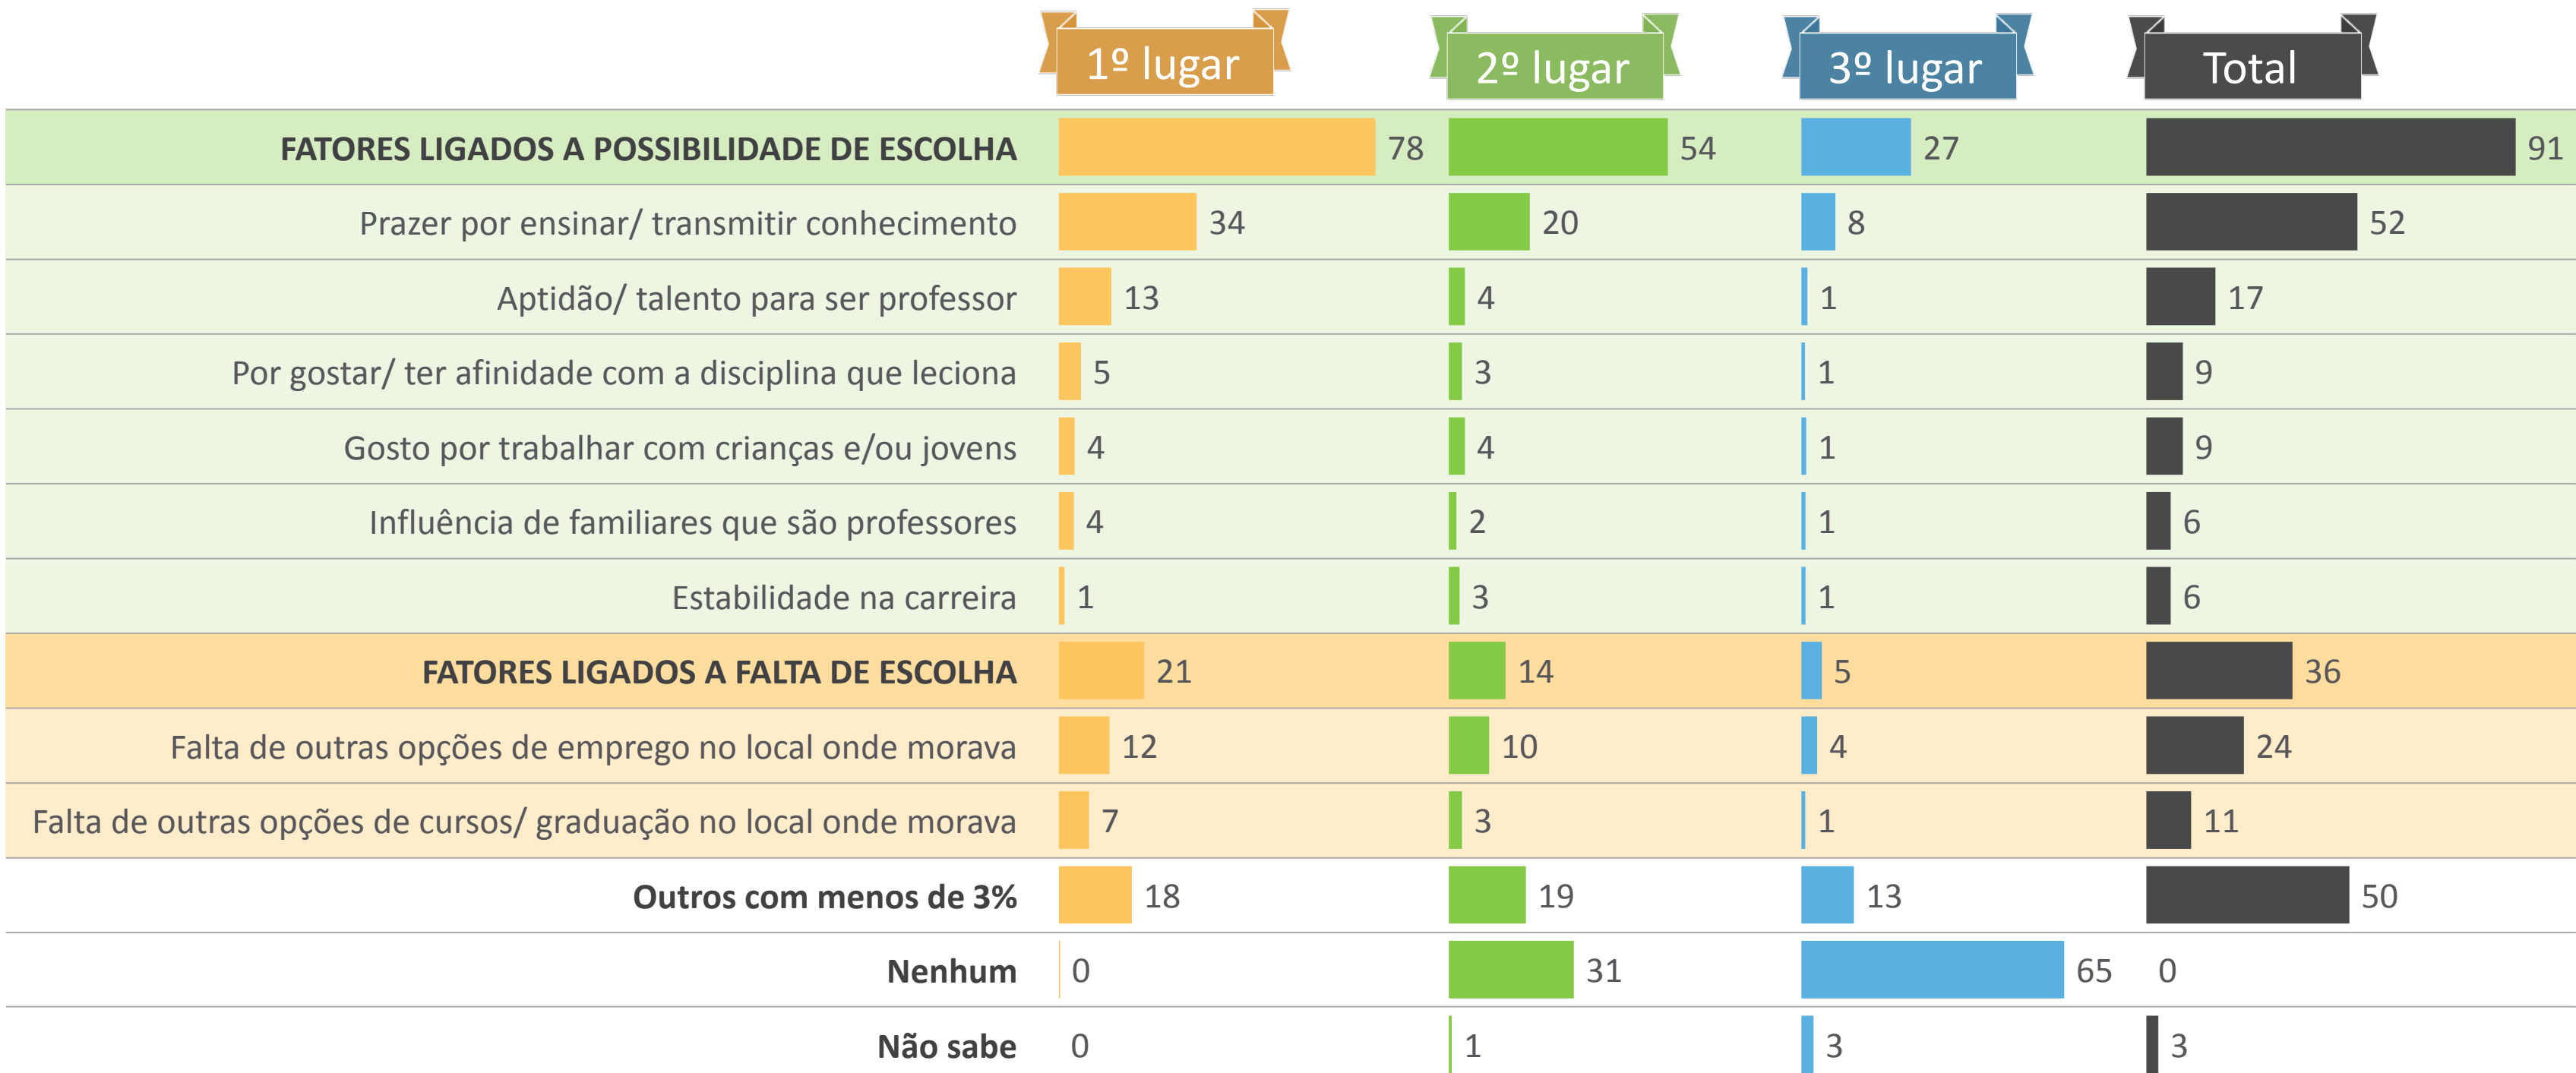 1º lugar 2º lugar 3º lugar Total
FATORES LIGADOS A POSSIBILIDADE DE ESCOLHA 78 54 27 91
Prazer por ensinar/ transmitir conhecimento 34 20 8 52
Aptidão/ talento para ser professor 13 4 1 17
Por gostar/ ter afinidade com a disciplina que leciona 5 3 1 9
Gosto por trabalhar com crianças e/ou jovens 4 4 1 9
Influência de familiares que são professores 4 2 1 6
Estabilidade na carreira 1 3 1 6
FATORES LIGADOS A FALTA DE ESCOLHA 21 14 5 36
Falta de outras opções de emprego no local onde morava 12 10 4 24
Falta de outras opções de cursos/ graduação no local onde morava 7 3 1 11
Outros com menos de 3% 18 19 13 50
Nenhum 0 31 65 0
Não sabe 0 1 3 3